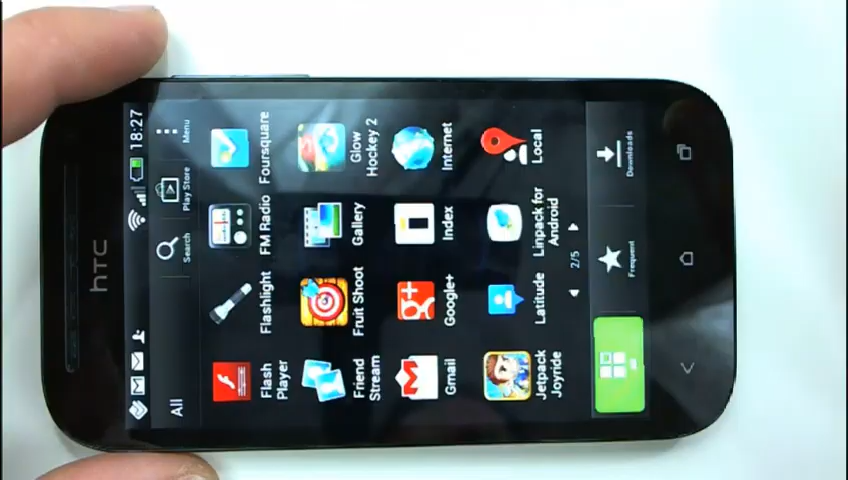 hTC
18:27
All
Search
Play Store
Menu
Flash Player
Flashlight
FM Radio
Foursquare
Friend Stream
Fruit Shoot
Gallery
Glow Hockey 2
Gmail
Google+
Index
Internet
Jetpack Joyride
Latitude
Linpack for Android
Local
2/5
Frequent
Downloads